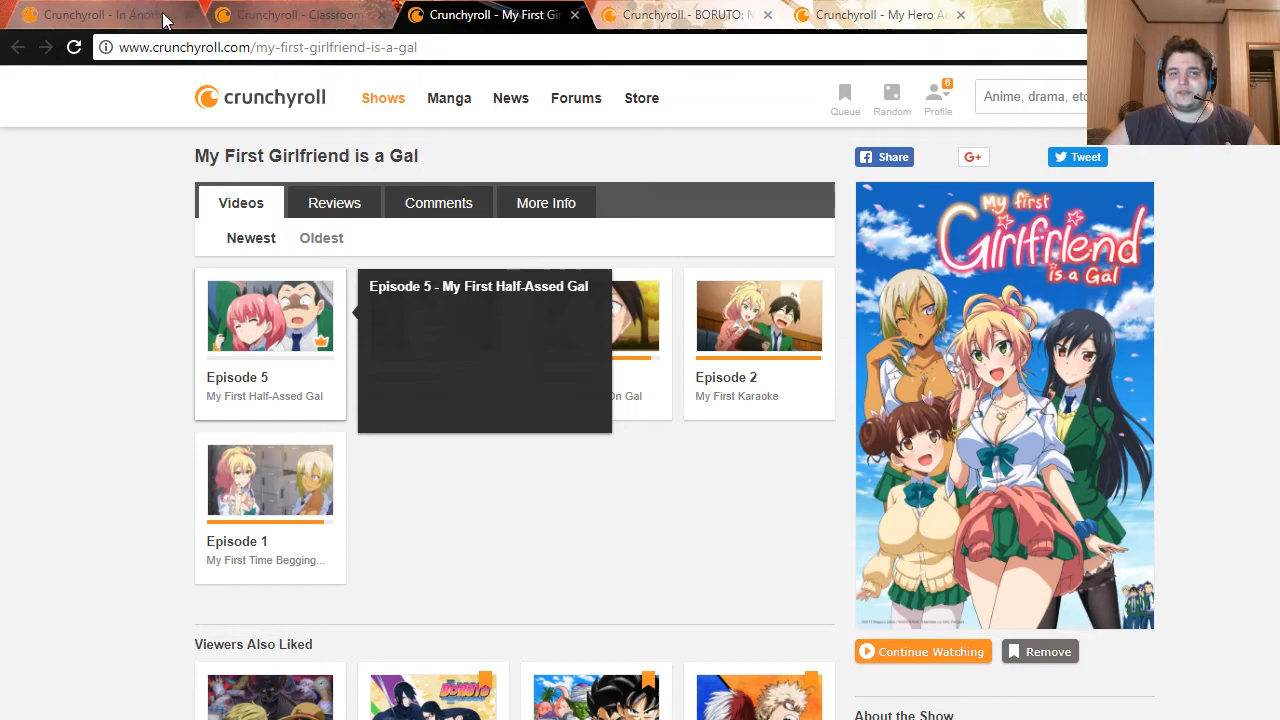 Crunchyroll - In Anoth
Crunchyroll - Classroom
Crunchyroll - My First Gir
Crunchyroll - BORUTO: N
Crunchyroll - My Hero A
www.crunchyroll.com/my-first-girlfriend-is-a-gal
crunchyroll
Shows
Manga
News
Forums
Store
Queue
Random
6
Profile
Anime, drama, etc
My First Girlfriend is a Gal
Share
G+
Tweet
Videos
Reviews
Comments
More Info
Newest
Oldest
Episode 5 - My First Half-Assed Gal
Episode 5
My First Half-Assed Gal
On Gal
Episode 2
My First Karaoke
Episode 1
My First Time Begging...
My first
Girlfriend
is a Gal
Continue Watching
Remove
Viewers Also Liked
BORUTO
About the Show